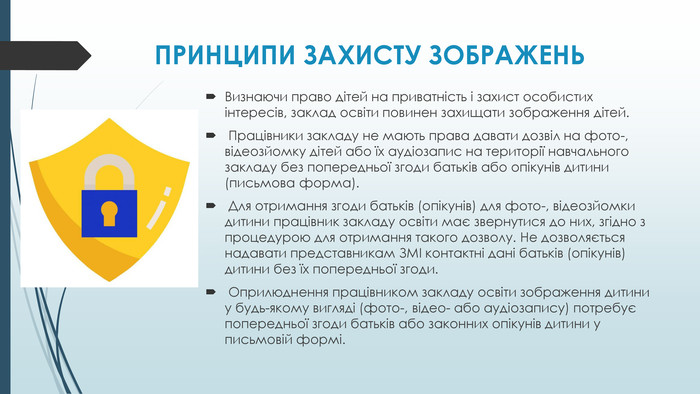 ПРИНЦИПИ ЗАХИСТУ ЗОБРАЖЕНЬ
Визнаючи право дітей на приватність і захист особистих
інтересів, заклад освіти повинен захищати зображення дітей.
Працівники закладу не мають права давати дозвіл на фото-,
відеозйомку дітей або їх аудіозапис на території навчального
закладу без попередньої згоди батьків або опікунів дитини
(письмова форма).
Для отримання згоди батьків (опікунів) для фото-, відеозйомки
дитини працівник закладу освіти має звернутися до них, згідно з
процедурою для отримання такого дозволу. Не дозволяється
надавати представникам ЗМІ контактні дані батьків (опікунів)
дитини без їх попередньої згоди.
Оприлюднення працівником закладу освіти зображення дитини
у будь-якому вигляді (фото-, відео- або аудіозапису) потребує
попередньої згоди батьків або законних опікунів дитини у
письмовій формі.